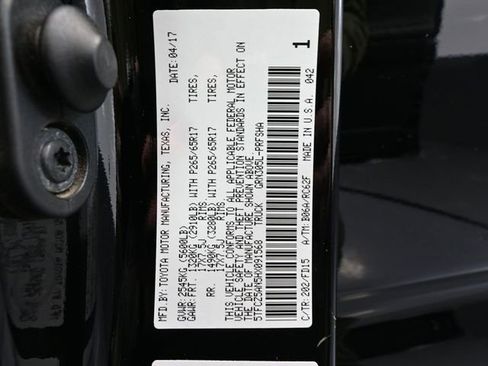 MFD BY: TOYOTA MOTOR MANUFACTURING, TEXAS, INC. DATE: 04/17
GVWR: 2545KG (5600LB)
GAWR: FRT. 1320KG (2910LB) WITH P265/65R17 TIRES,
17X7.5J RIMS
RR. 1490KG (3280LB) WITH P265/65R17 TIRES,
17X7.5J RIMS
THIS VEHICLE CONFORMS TO ALL APPLICABLE FEDERAL MOTOR
VEHICLE SAFETY AND THEFT PREVENTION STANDARDS IN EFFECT ON
THE DATE OF MANUFACTURE SHOWN ABOVE.
5TFCZ5AN5HX091568 TRUCK GRN305L-PRFSHA
C/TR: 202/FD15 A/TM: B06A/RC62F
MADE IN U.S.A. 042
1